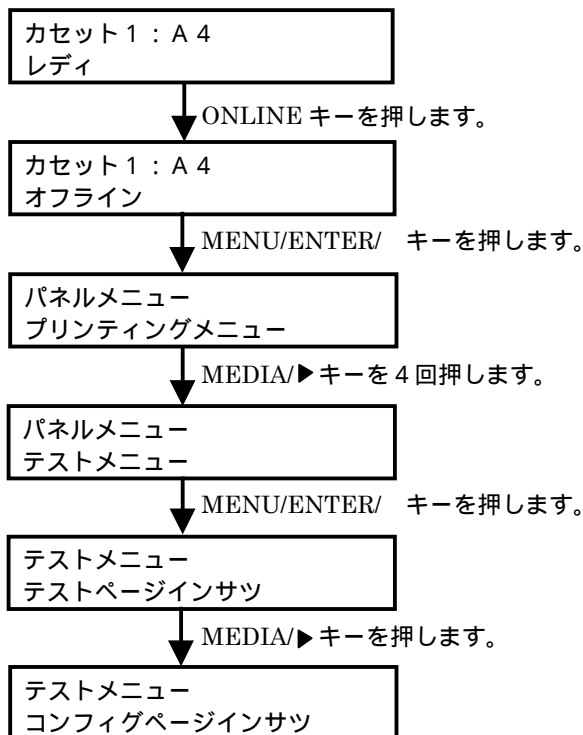 カセット1：A4
レディ
ONLINE キーを押します。
カセット1：A4
オフライン
MENU/ENTER/　キーを押します。
パネルメニュー
プリンティングメニュー
MEDIA/▶キーを4回押します。
パネルメニュー
テストメニュー
MENU/ENTER/　キーを押します。
テストメニュー
テストページインサツ
MEDIA/▶キーを押します。
テストメニュー
コンフィグページインサツ